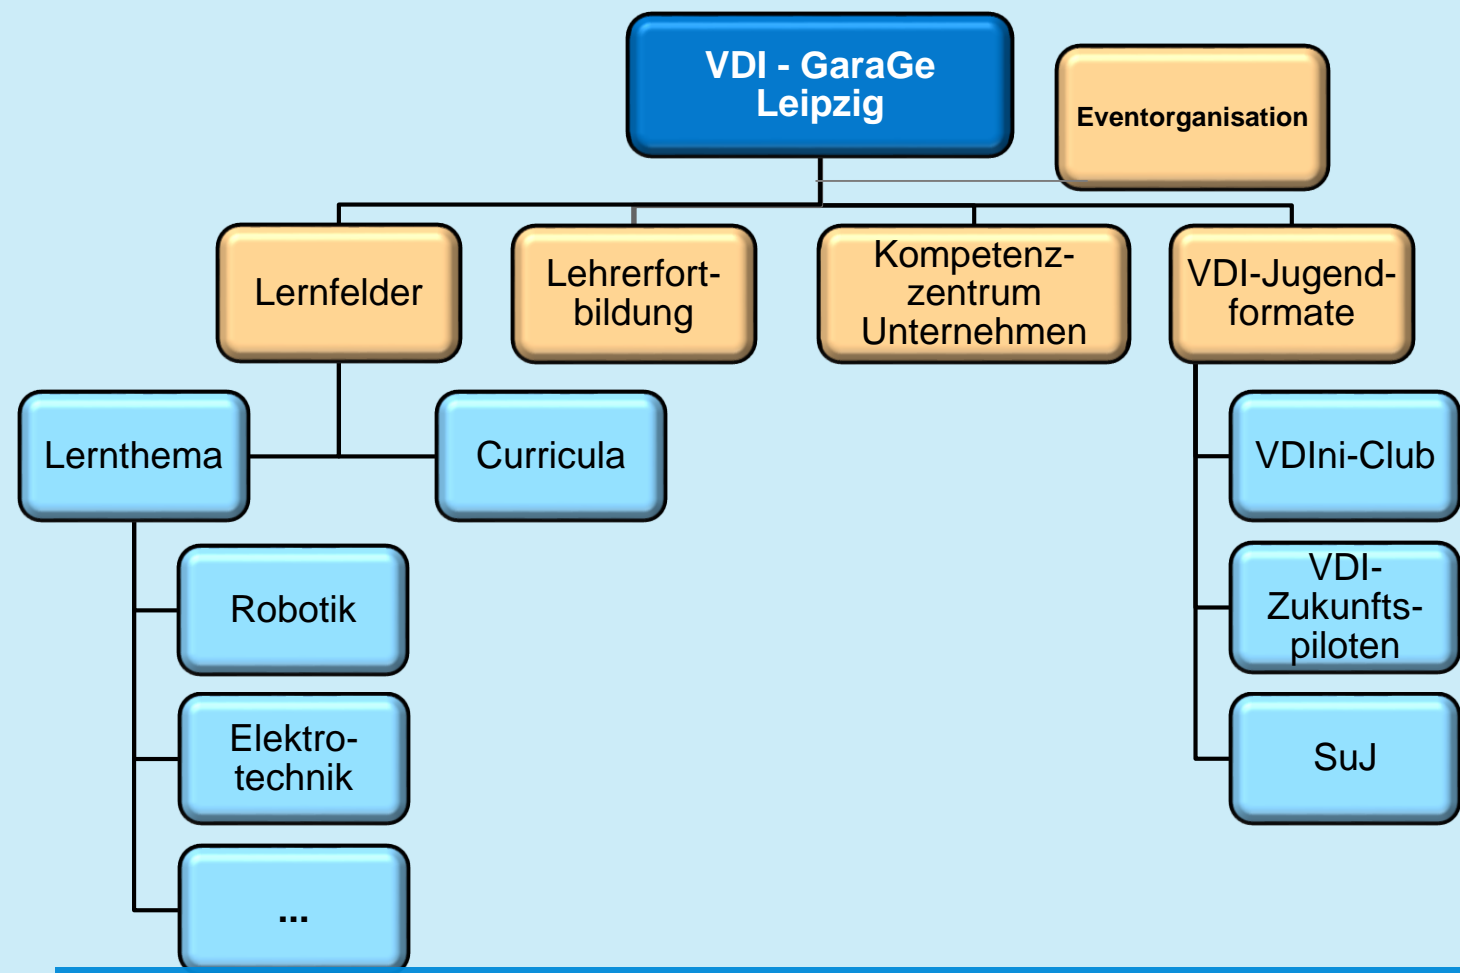 VDI - GaraGe
Leipzig
Eventorganisation
Lernfelder
Lehrerfort-
bildung
Kompetenz-
zentrum
Unternehmen
VDI-Jugend-
formate
Lernthema
Curricula
VDIni-Club
Robotik
VDI-
Zukunfts-
piloten
Elektro-
technik
SuJ
...